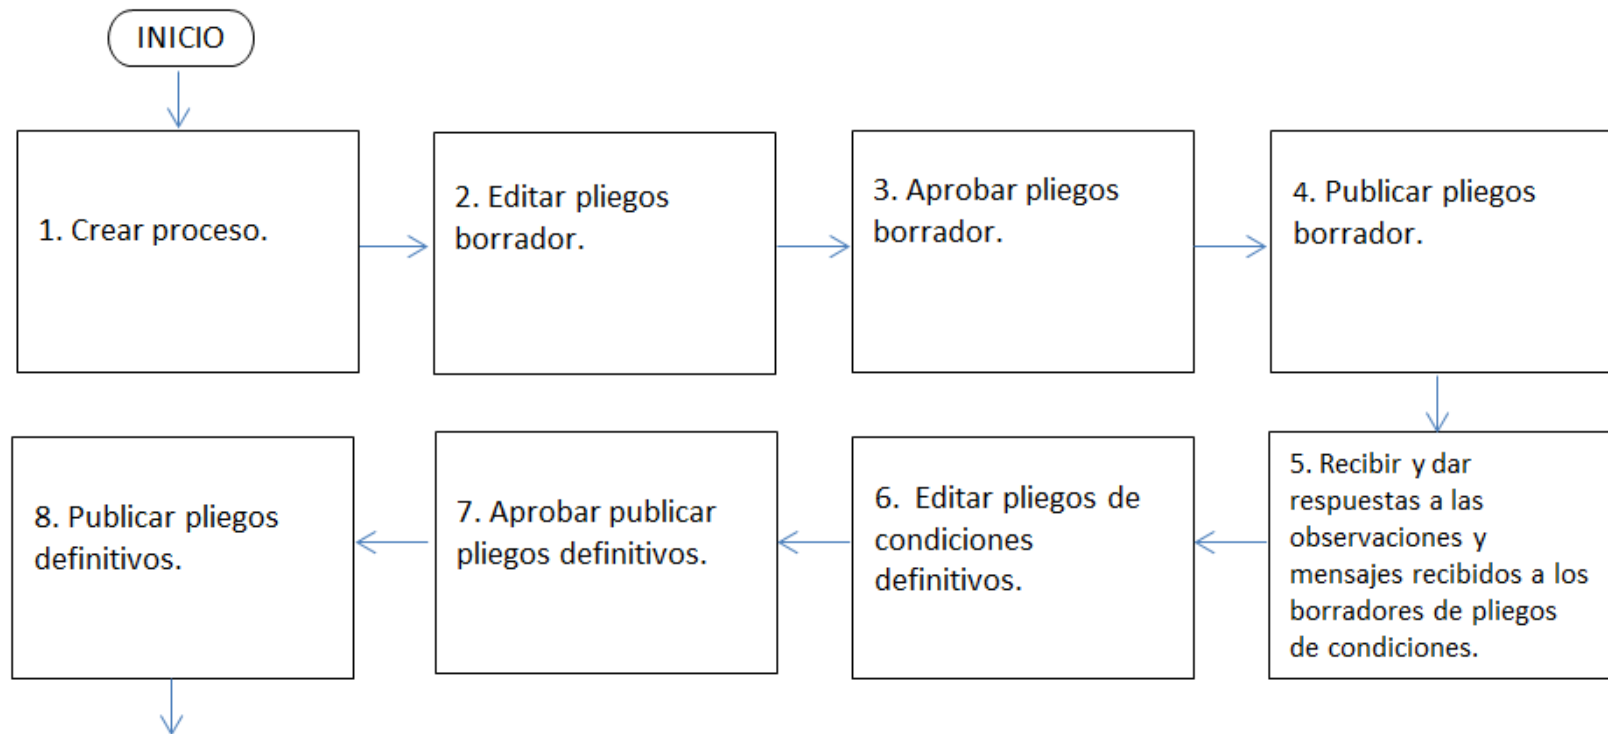 INICIO
1. Crear proceso.
2. Editar pliegos
borrador.
3. Aprobar pliegos
borrador.
4. Publicar pliegos
borrador.
5. Recibir y dar
respuestas a las
observaciones y
mensajes recibidos a los
borradores de pliegos
de condiciones.
6. Editar pliegos de
condiciones
definitivos.
7. Aprobar publicar
pliegos definitivos.
8. Publicar pliegos
definitivos.